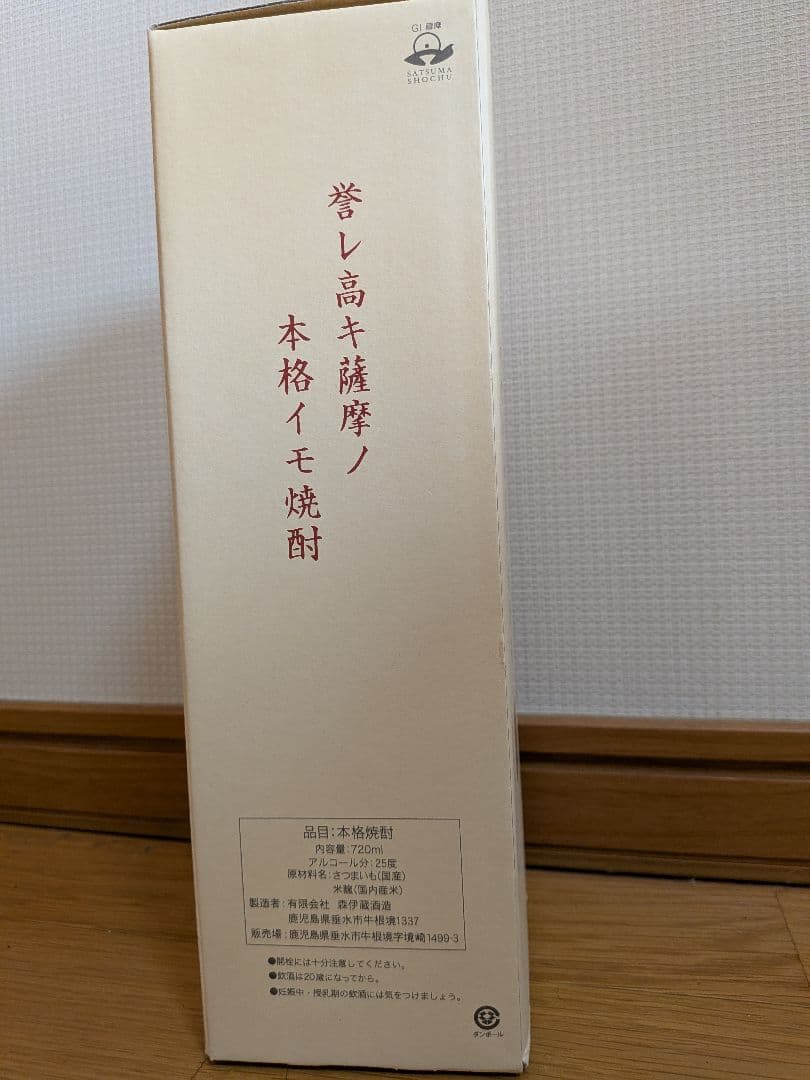 GI 薩摩
SATSUMA
SHOCHU
誉レ高キ薩摩ノ
本格イモ焼酎
品目：本格焼酎
内容量：720ml
アルコール分：25度
原材料名：さつまいも(国産)
米麹(国内産米)
製造者：有限会社 森伊蔵酒造
鹿児島県垂水市牛根境1337
販売場：鹿児島県垂水市牛根境字境崎1499-3
●開栓には十分注意してください。
●飲酒は20歳になってから。
●妊娠中・授乳期の飲酒には気をつけましょう。
ダンボール